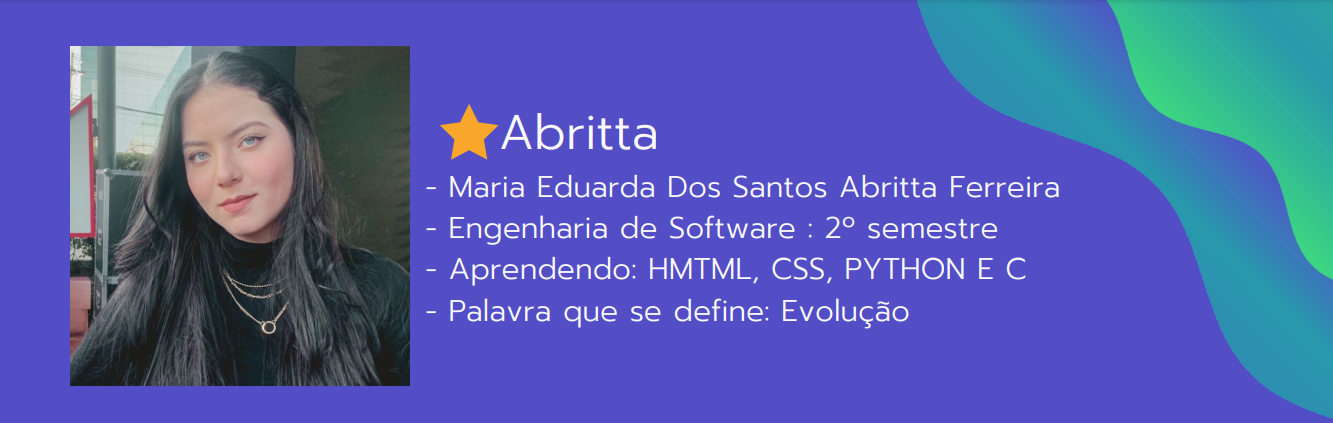 Abritta
- Maria Eduarda Dos Santos Abritta Ferreira
- Engenharia de Software : 2º semestre
- Aprendendo: HMTML, CSS, PYTHON E C
- Palavra que se define: Evolução